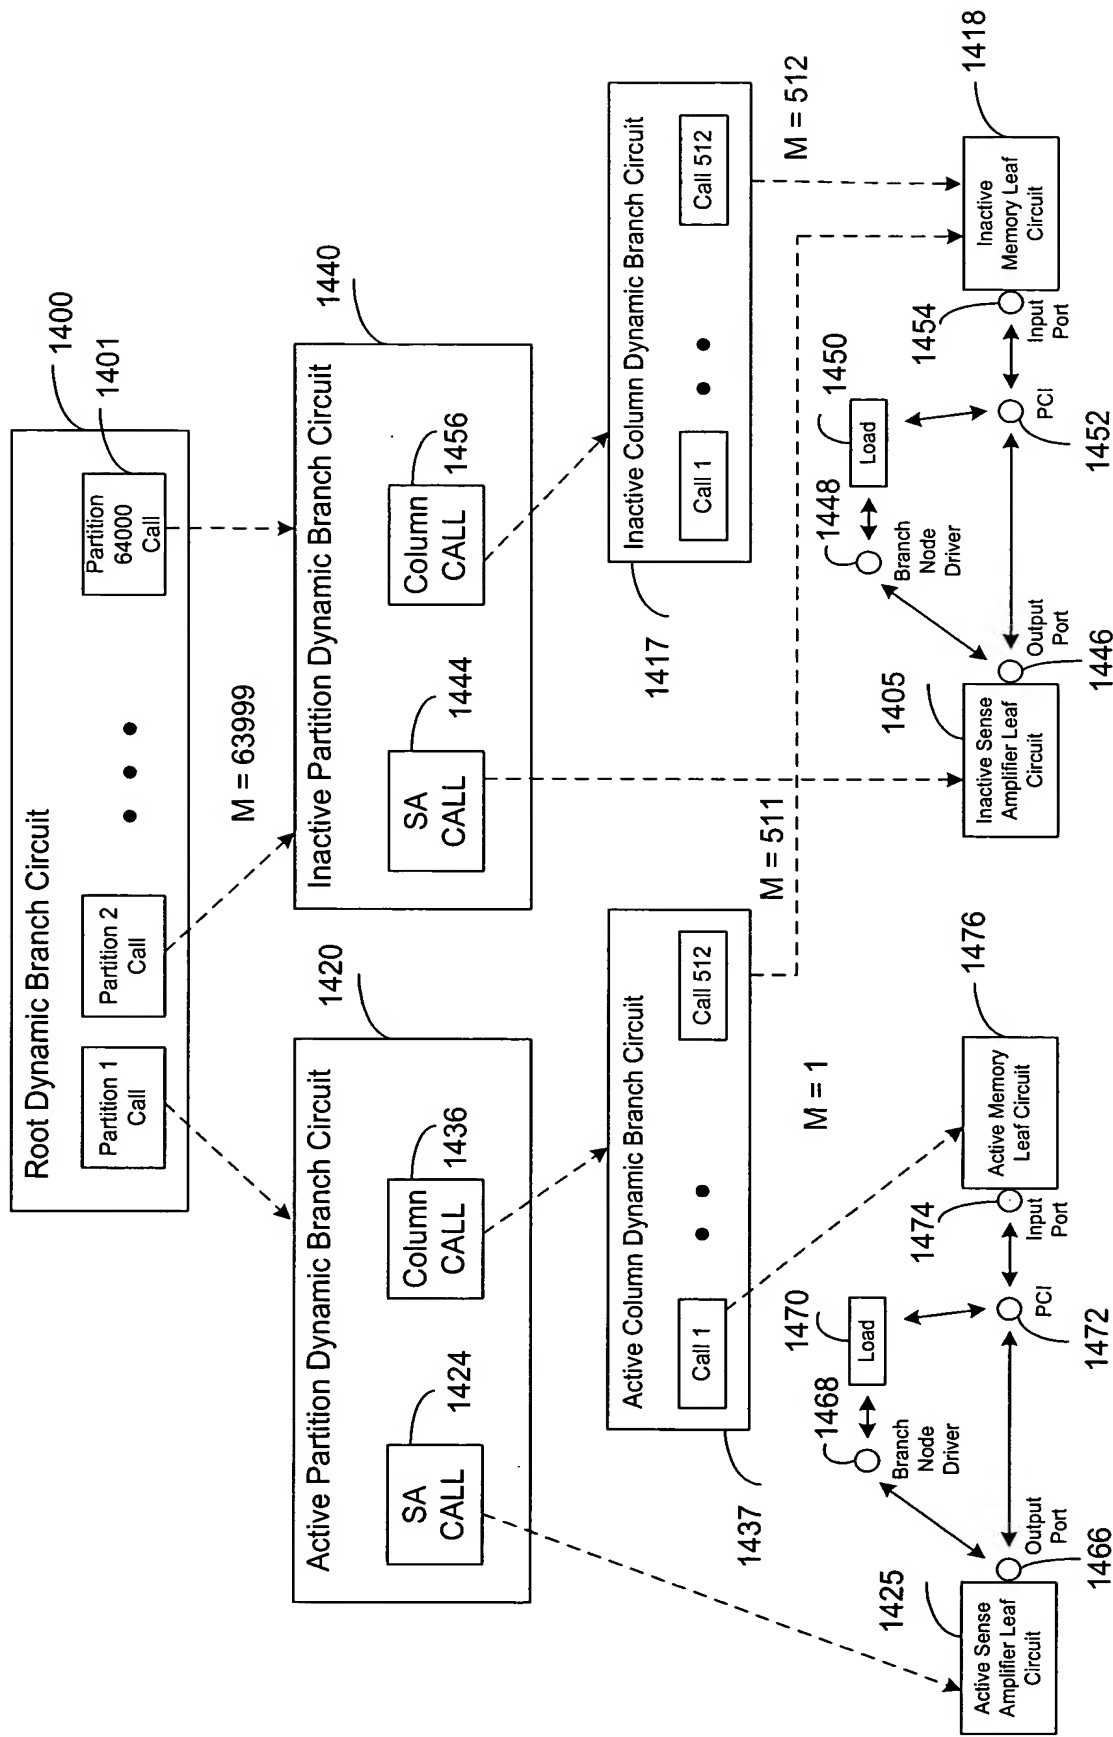 Root Dynamic Branch Circuit
1400
1401
Partition 1
Call
Partition 2
Call
Partition
64000
Call
M = 63999
1420
Active Partition Dynamic Branch Circuit
SA
CALL
1424
Column
CALL
1436
1440
Inactive Partition Dynamic Branch Circuit
SA
CALL
1444
Column
CALL
1456
Active Column Dynamic Branch Circuit
Call 1
Call 512
1437
M = 1
M = 511
Inactive Column Dynamic Branch Circuit
Call 1
Call 512
1417
M = 512
1425
Active Sense
Amplifier Leaf
Circuit
Output
Port
1466
1468
Branch
Node
Driver
1470
Load
PCI
1472
1474
Input
Port
Active Memory
Leaf Circuit
1476
1405
Inactive Sense
Amplifier Leaf
Circuit
Output
Port
1446
1448
Branch
Node
Driver
1450
Load
PCI
1452
1454
Input
Port
Inactive
Memory Leaf
Circuit
1418